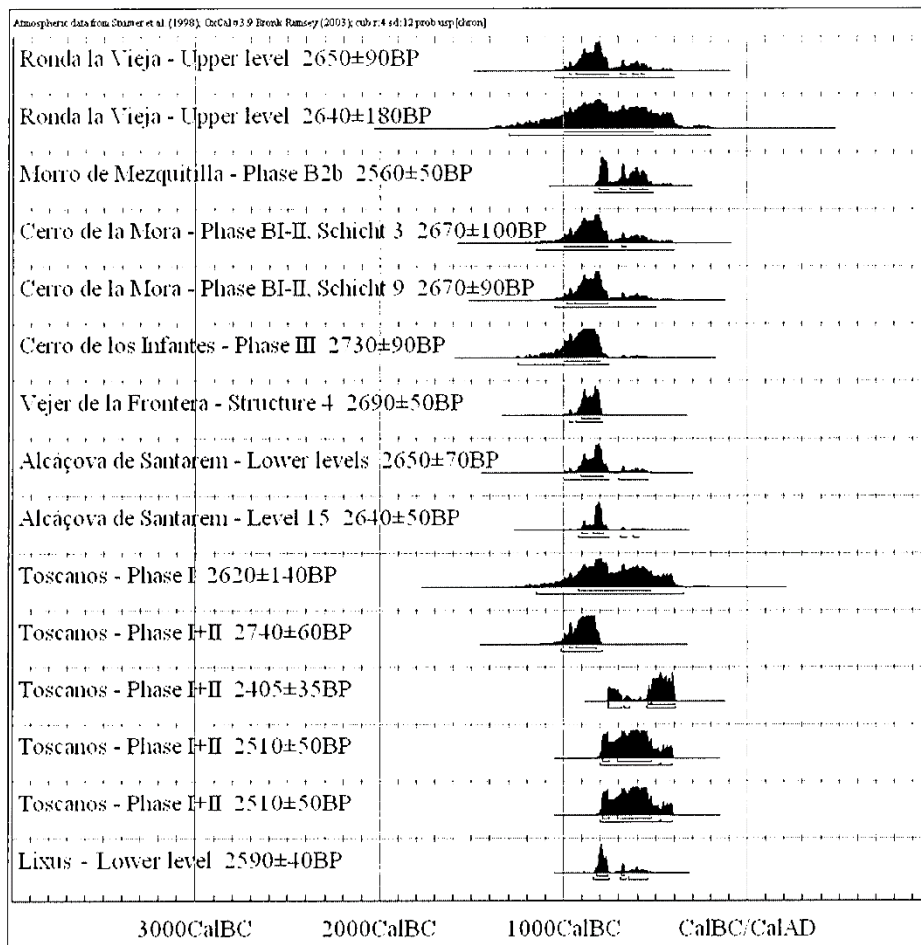 Atmospheric data from Stuiver et al. (1998); OxCal v3.9 Bronk Ramsey (2003); cub r:4 sd:12 prob usp[chron]
Ronda la Vieja - Upper level 2650±90BP
Ronda la Vieja - Upper level 2640±180BP
Morro de Mezquitilla - Phase B2b 2560±50BP
Cerro de la Mora - Phase BI-II, Schicht 3 2670±100BP
Cerro de la Mora - Phase BI-II, Schicht 9 2670±90BP
Cerro de los Infantes - Phase III 2730±90BP
Vejer de la Frontera - Structure 4 2690±50BP
Alcáçova de Santarem - Lower levels 2650±70BP
Alcáçova de Santarem - Level 15 2640±50BP
Toscanos - Phase I 2620±140BP
Toscanos - Phase I+II 2740±60BP
Toscanos - Phase I+II 2405±35BP
Toscanos - Phase I+II 2510±50BP
Toscanos - Phase I+II 2510±50BP
Lixus - Lower level 2590±40BP
3000CalBC 2000CalBC 1000CalBC CalBC/CalAD